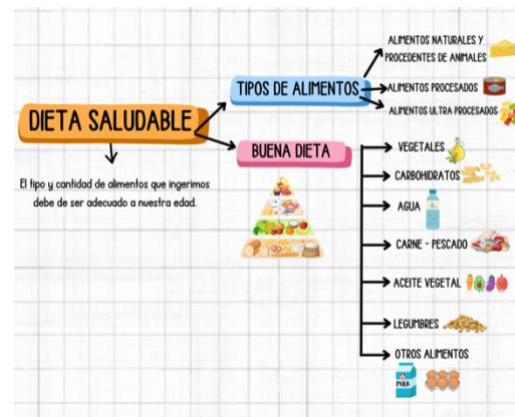 DIETA SALUDABLE
El tipo y cantidad de alimentos que ingerimos
debe de ser adecuado a nuestra edad.
TIPOS DE ALIMENTOS
ALIMENTOS NATURALES Y
PROCEDENTES DE ANIMALES
ALIMENTOS PROCESADOS
ALIMENTOS ULTRA PROCESADOS
BUENA DIETA
VEGETALES
CARBOHIDRATOS
AGUA
CARNE - PESCADO
ACEITE VEGETAL
LEGUMBRES
OTROS ALIMENTOS
MILK